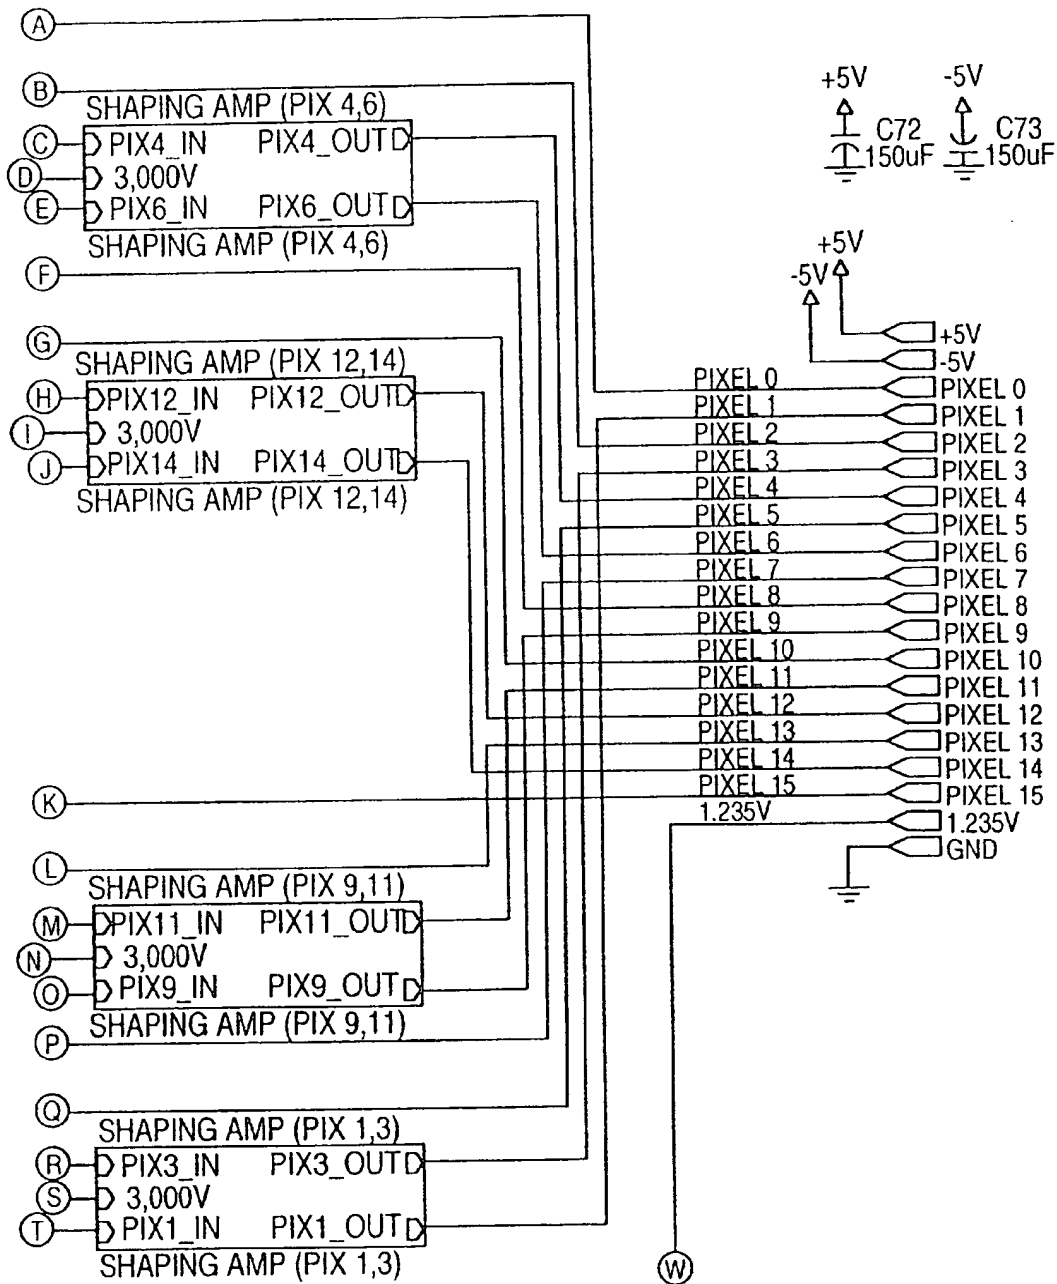 A
B
SHAPING AMP (PIX 4,6)
C
PIX4_IN PIX4_OUT
D
3,000V
E
PIX6_IN PIX6_OUT
SHAPING AMP (PIX 4,6)
F
G
SHAPING AMP (PIX 12,14)
H
PIX12_IN PIX12_OUT
I
3,000V
J
PIX14_IN PIX14_OUT
SHAPING AMP (PIX 12,14)
K
L
SHAPING AMP (PIX 9,11)
M
PIX11_IN PIX11_OUT
N
3,000V
O
PIX9_IN PIX9_OUT
SHAPING AMP (PIX 9,11)
P
Q
SHAPING AMP (PIX 1,3)
R
PIX3_IN PIX3_OUT
S
3,000V
T
PIX1_IN PIX1_OUT
SHAPING AMP (PIX 1,3)
+5V -5V
C72 C73
150uF 150uF
+5V
-5V
+5V
-5V
PIXEL 0 PIXEL 0
PIXEL 1 PIXEL 1
PIXEL 2 PIXEL 2
PIXEL 3 PIXEL 3
PIXEL 4 PIXEL 4
PIXEL 5 PIXEL 5
PIXEL 6 PIXEL 6
PIXEL 7 PIXEL 7
PIXEL 8 PIXEL 8
PIXEL 9 PIXEL 9
PIXEL 10 PIXEL 10
PIXEL 11 PIXEL 11
PIXEL 12 PIXEL 12
PIXEL 13 PIXEL 13
PIXEL 14 PIXEL 14
PIXEL 15 PIXEL 15
1.235V 1.235V
GND
W